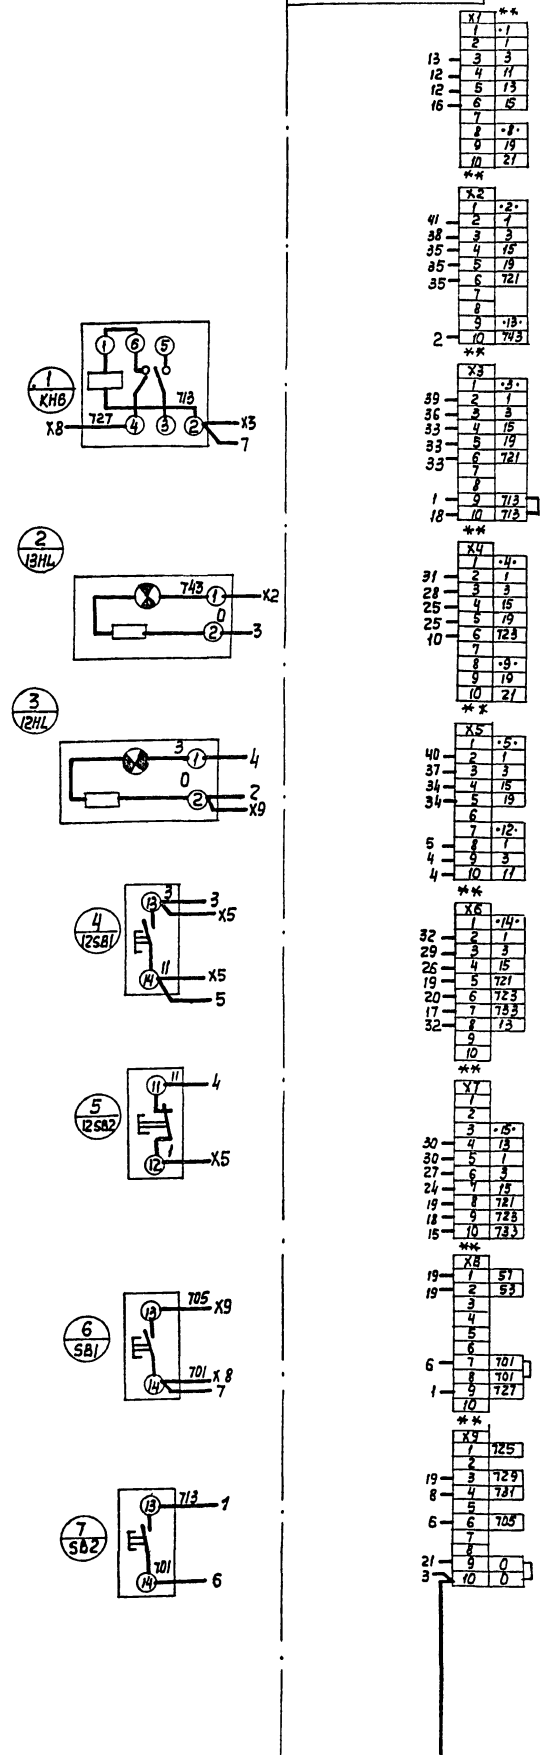 1
КНВ
1
6
5
727
713
X8
4
3
2
X3
7
2
13HL
743
1
X2
0
2
3
3
12HL
3
1
4
0
2
2
X9
4
12SB1
13
3
3
X5
14
11
X5
5
5
12SB2
11
11
4
12
1
X5
6
SB1
13
705
X9
14
701
X8
7
7
SB2
13
713
1
14
701
6
**
X1
1 ·1
2 1
13 3 3
12 4 11
12 5 13
16 6 15
7
8 ·8·
9 19
10 21
**
X2
1 ·2·
41 2 1
38 3 3
35 4 15
35 5 19
35 6 721
7
8
9 ·13·
2 10 743
**
X3
1 ·3·
39 2 1
36 3 3
33 4 15
33 5 19
33 6 721
7
8
1 9 713
18 10 713
**
X4
1 ·4·
31 2 1
28 3 3
25 4 15
25 5 19
10 6 723
7
8 ·9·
9 19
10 21
**
X5
1 ·5·
40 2 1
37 3 3
34 4 15
34 5 19
6
7 ·12·
5 8 1
4 9 3
4 10 11
**
X6
1 ·14·
32 2 1
29 3 3
26 4 15
19 5 721
20 6 723
17 7 733
32 8 13
9
10
**
X7
1
2
3 ·15·
30 4 13
30 5 1
27 6 3
24 7 15
19 8 721
18 9 723
15 10 733
**
X8
19 1 57
19 2 53
3
4
5
6
6 7 701
8 701
1 9 727
10
**
X9
1 725
2
19 3 729
8 4 731
5
6 6 705
7
8
21 9 0
3 10 0